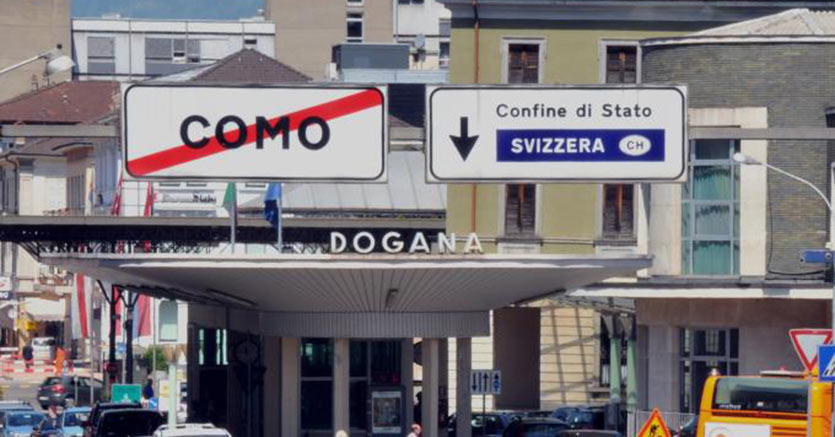 COMO
Confine di Stato
SVIZZERA CH
DOGANA